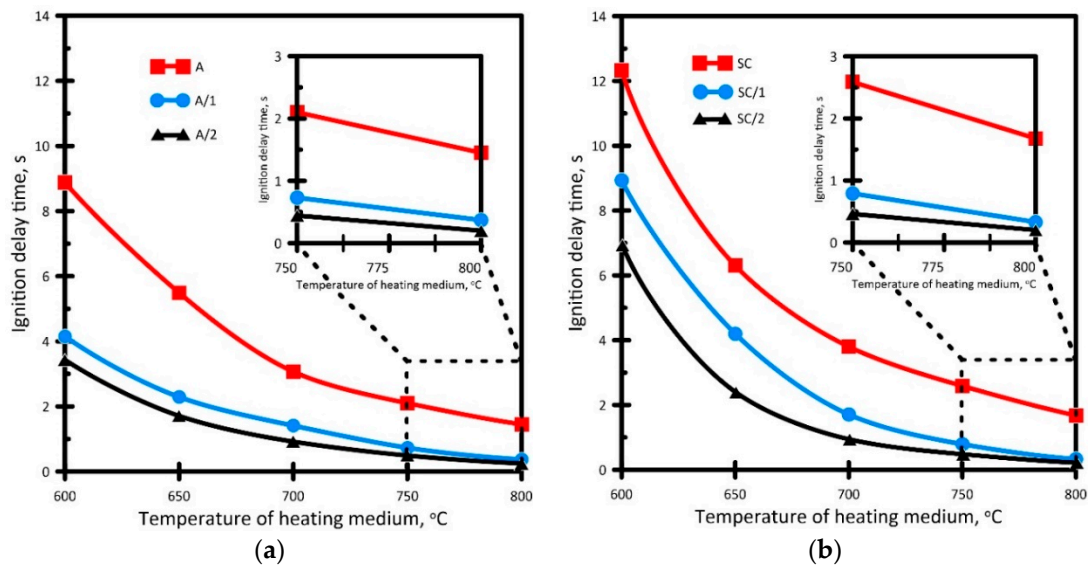 14
12
10
8
6
4
2
0
Ignition delay time, s
A
A/1
A/2
3
2
1
0
Ignition delay time, s
750
775
800
Temperature of heating medium, °C
600
650
700
750
800
Temperature of heating medium, °C
(a)
14
12
10
8
6
4
2
0
Ignition delay time, s
SC
SC/1
SC/2
3
2
1
0
Ignition delay time, s
750
775
800
Temperature of heating medium, °C
600
650
700
750
800
Temperature of heating medium, °C
(b)